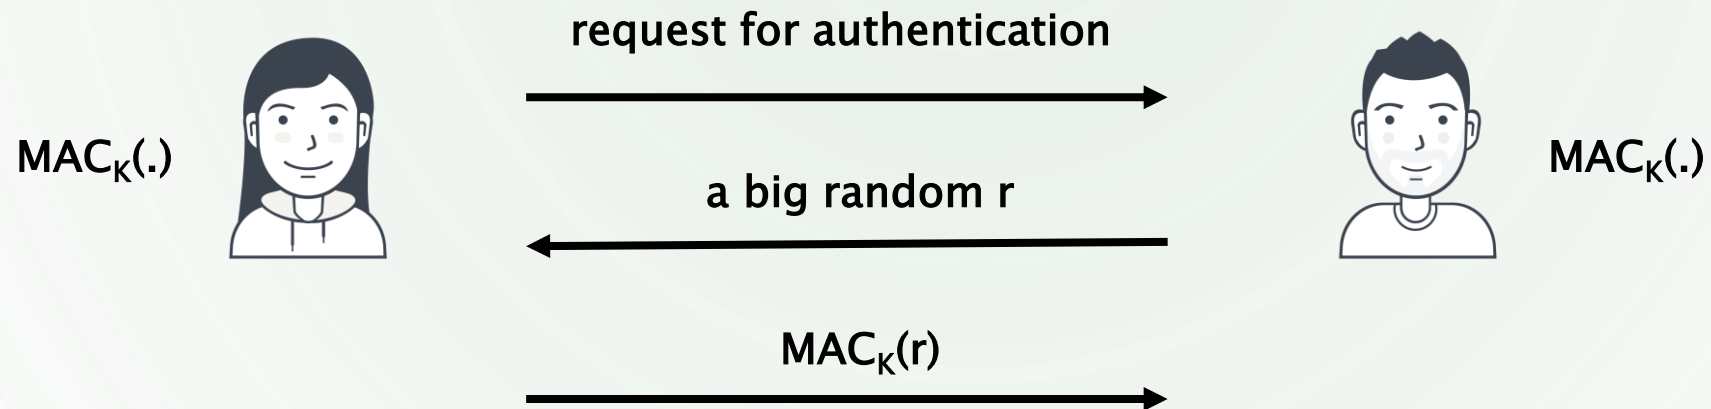 request for authentication
MACK(.)
MACK(.)
a big random r
MACK(r)